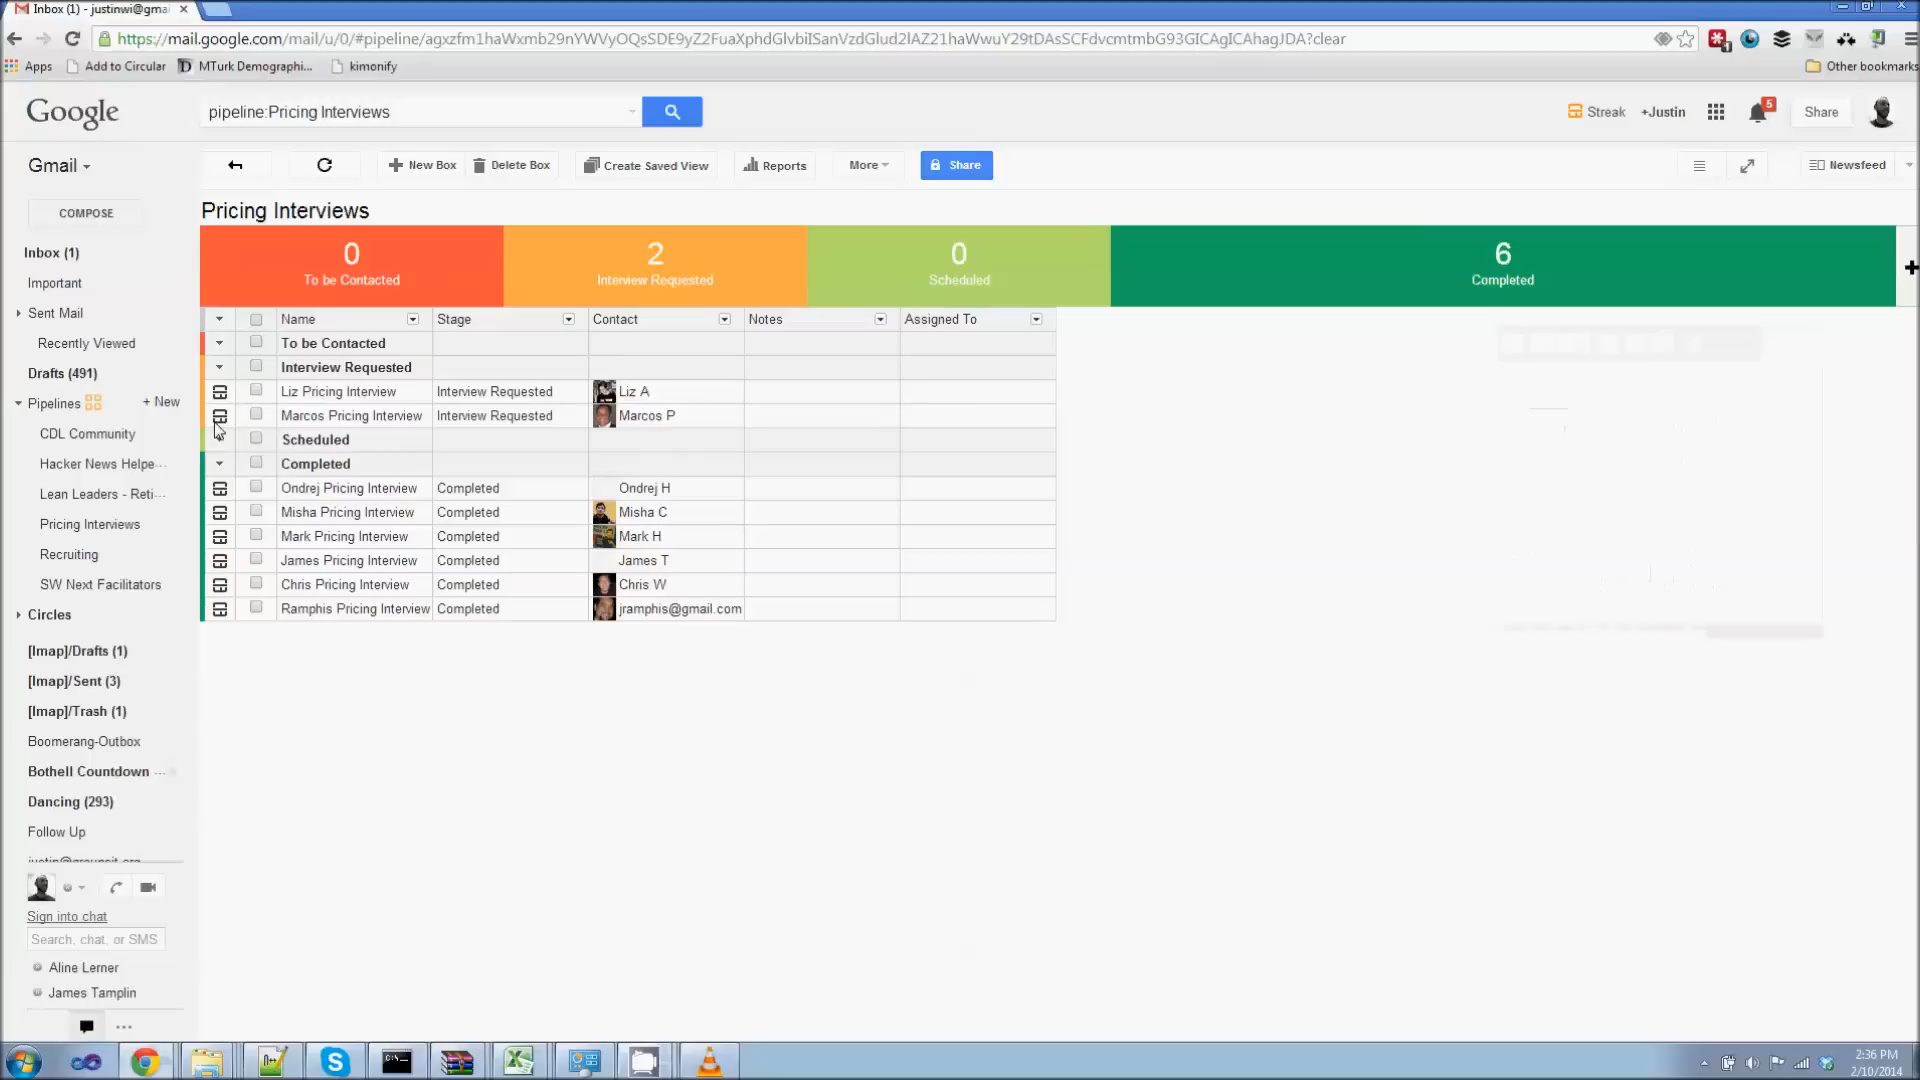 Inbox (1) - justinwi@gma
https://mail.google.com/mail/u/0/#pipeline/agxzfm1haWxmb29nYWVyOQsSDE9yZ2FuaXphdGlvbiISanVzdGlud2lAZ21haWwuY29tDAsSCFdvcmtmbG93GICAgICAhagJDA?clear
Apps Add to Circular MTurk Demographi... kimonify Other bookmarks
Google pipeline:Pricing Interviews Streak +Justin 5 Share
Gmail New Box Delete Box Create Saved View Reports More Share Newsfeed
COMPOSE
Pricing Interviews
0 2 0 6
To be Contacted Interview Requested Scheduled Completed
Inbox (1)
Important
Sent Mail
Recently Viewed
Drafts (491)
Pipelines + New
CDL Community
Hacker News Helpe...
Lean Leaders - Reti...
Pricing Interviews
Recruiting
SW Next Facilitators
Circles
[Imap]/Drafts (1)
[Imap]/Sent (3)
[Imap]/Trash (1)
Boomerang-Outbox
Bothell Countdown ...
Dancing (293)
Follow Up
Name Stage Contact Notes Assigned To
To be Contacted
Interview Requested
Liz Pricing Interview Interview Requested Liz A
Marcos Pricing Interview Interview Requested Marcos P
Scheduled
Completed
Ondrej Pricing Interview Completed Ondrej H
Misha Pricing Interview Completed Misha C
Mark Pricing Interview Completed Mark H
James Pricing Interview Completed James T
Chris Pricing Interview Completed Chris W
Ramphis Pricing Interview Completed jramphis@gmail.com
Sign into chat
Search, chat, or SMS
Aline Lerner
James Tamplin
2:36 PM
2/10/2014